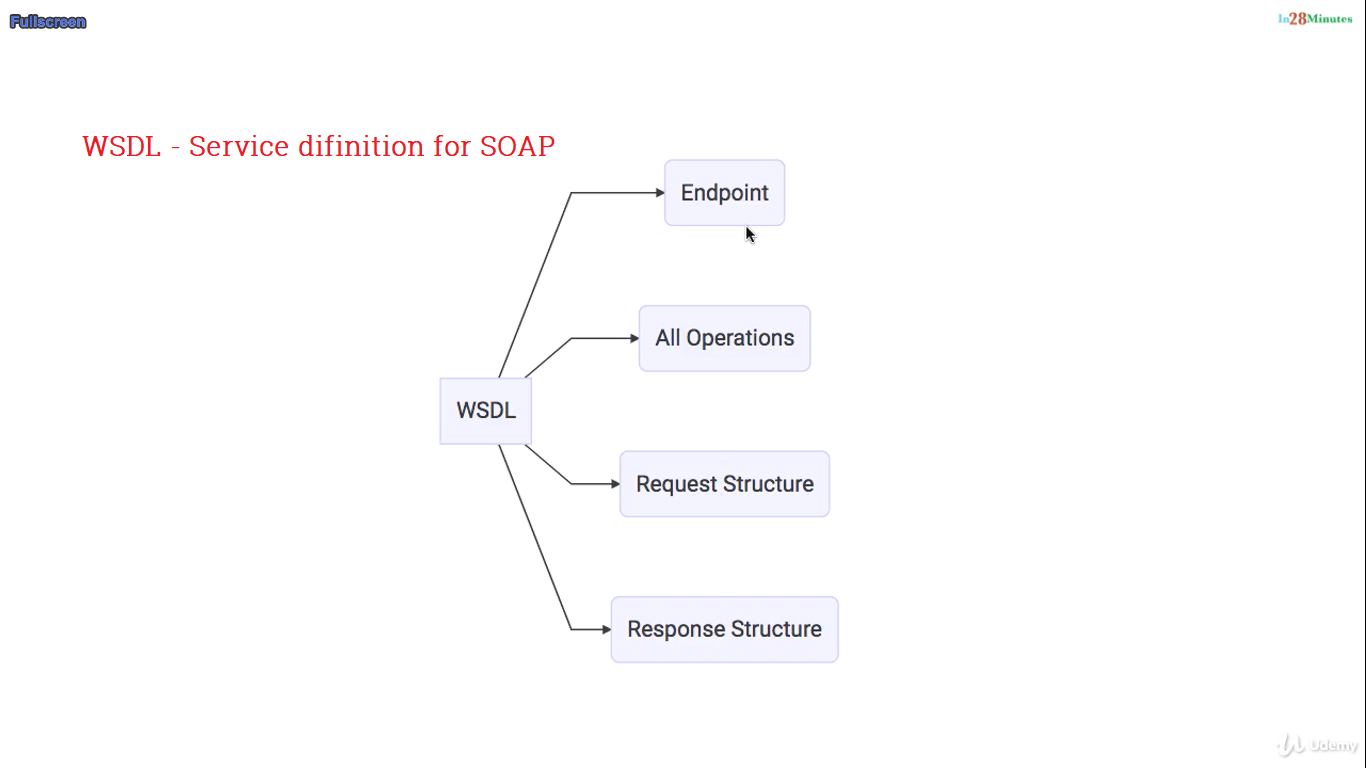 Fullscreen
In28Minutes
WSDL - Service difinition for SOAP
Endpoint
All Operations
WSDL
Request Structure
Response Structure
Udemy